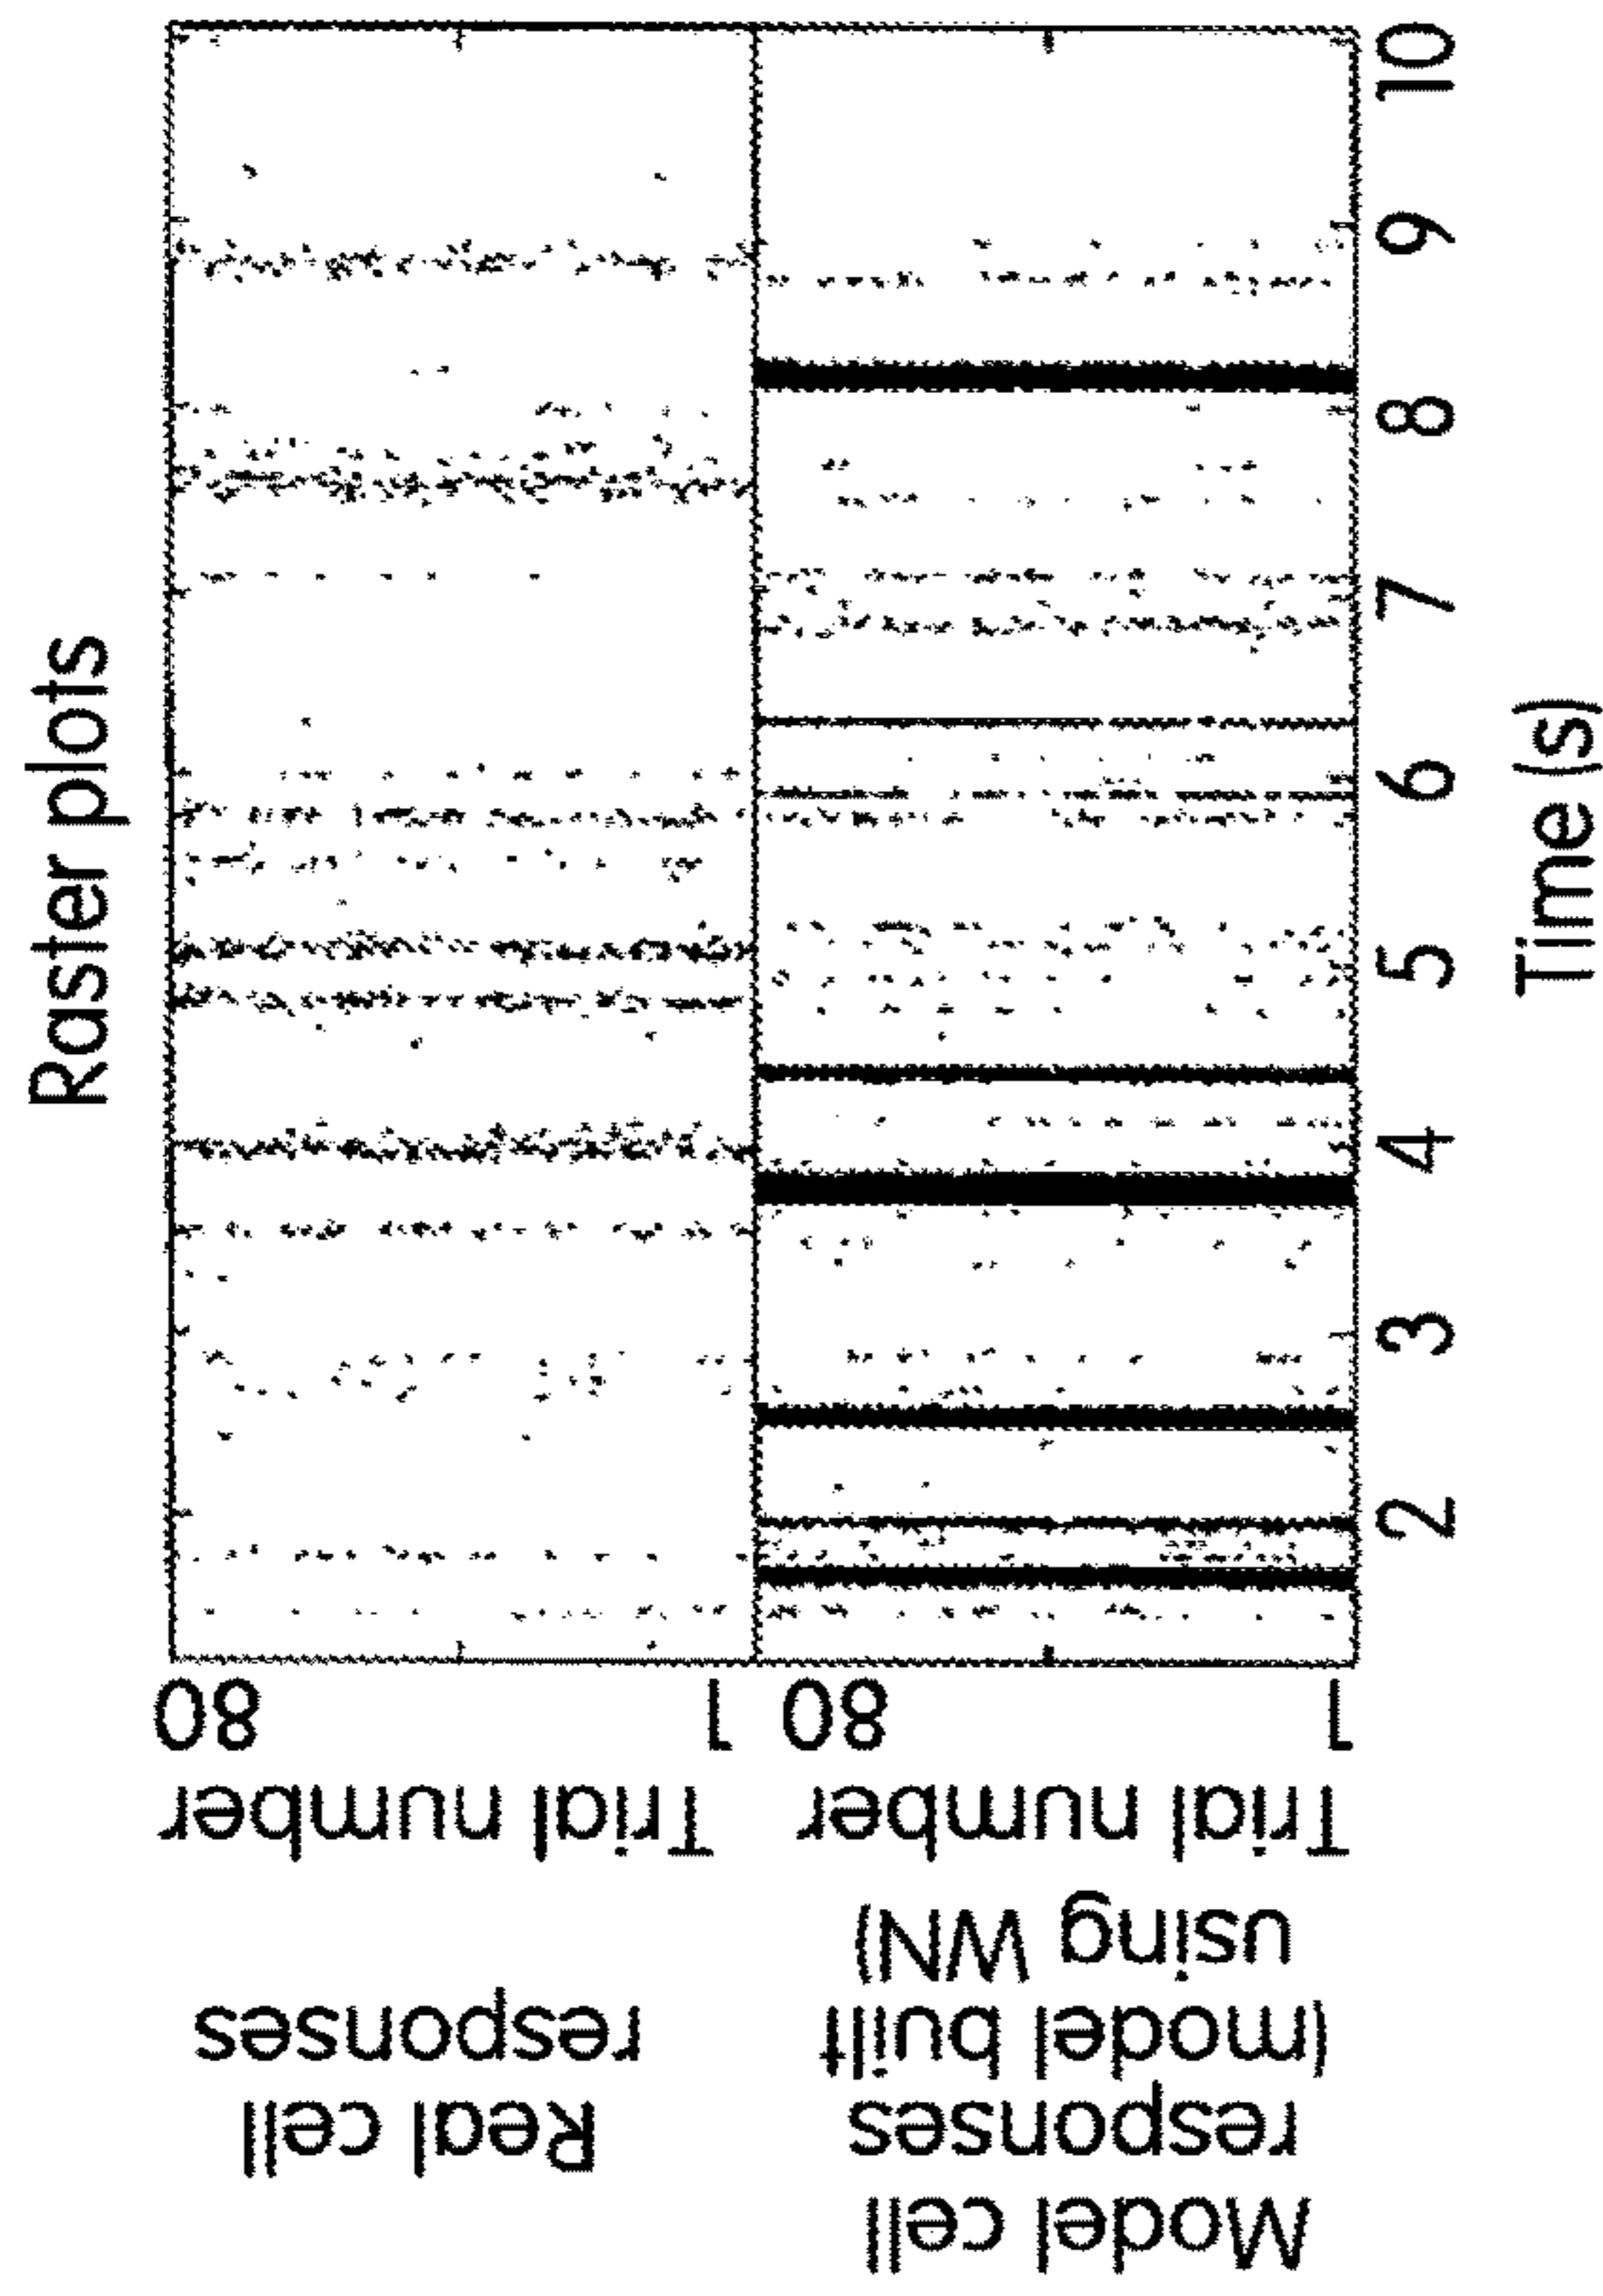 Raster plots
Real cell
responses
Trial number
80
1
Model cell
responses
(model built
using WN)
Trial number
80
1
2
3
4
5
6
7
8
9
10
Time (s)